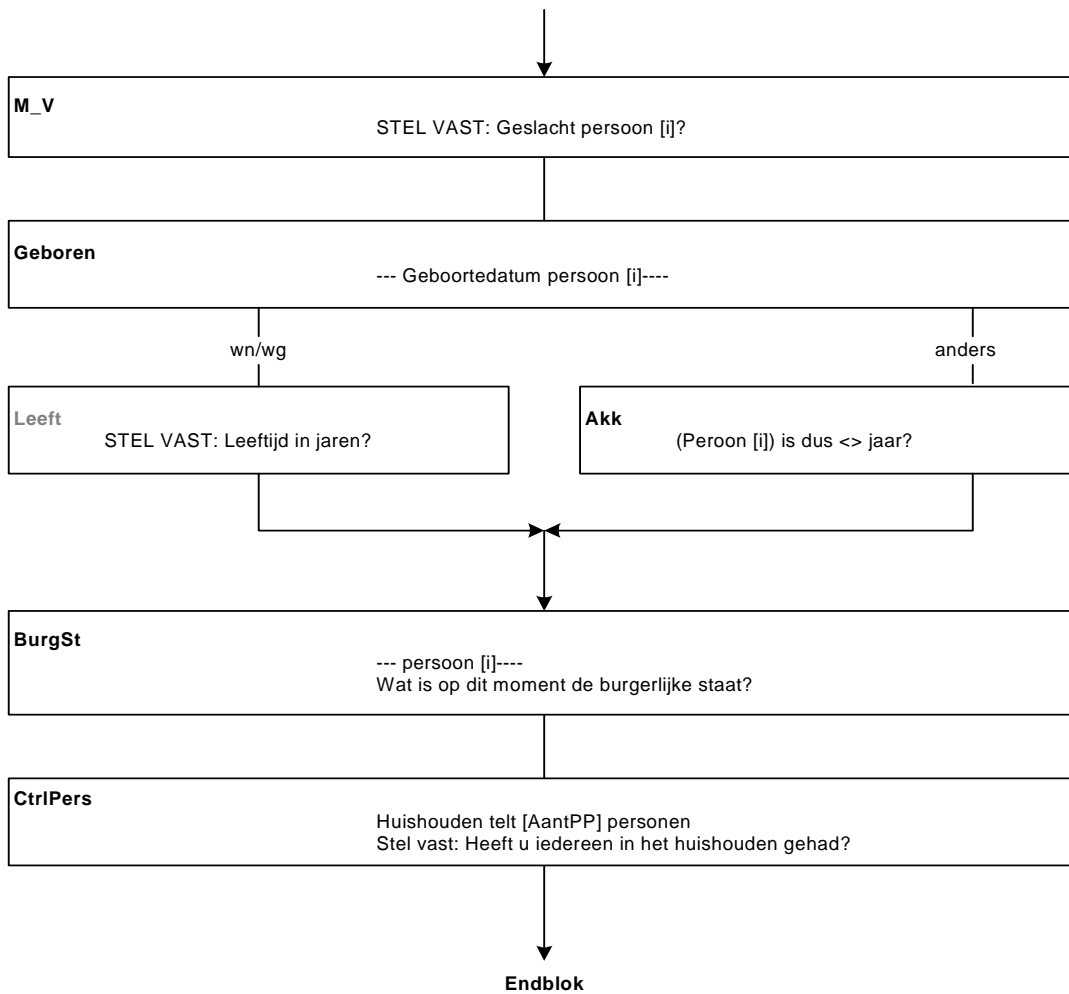 M_V
STEL VAST: Geslacht persoon [i]?
Geboren
--- Geboortedatum persoon [i]----
wn/wg
anders
Leeft
STEL VAST: Leeftijd in jaren?
Akk
(Peroon [i]) is dus <> jaar?
BurgSt
--- persoon [i]----
Wat is op dit moment de burgerlijke staat?
CtrlPers
Huishouden telt [AantPP] personen
Stel vast: Heeft u iedereen in het huishouden gehad?
Endblok